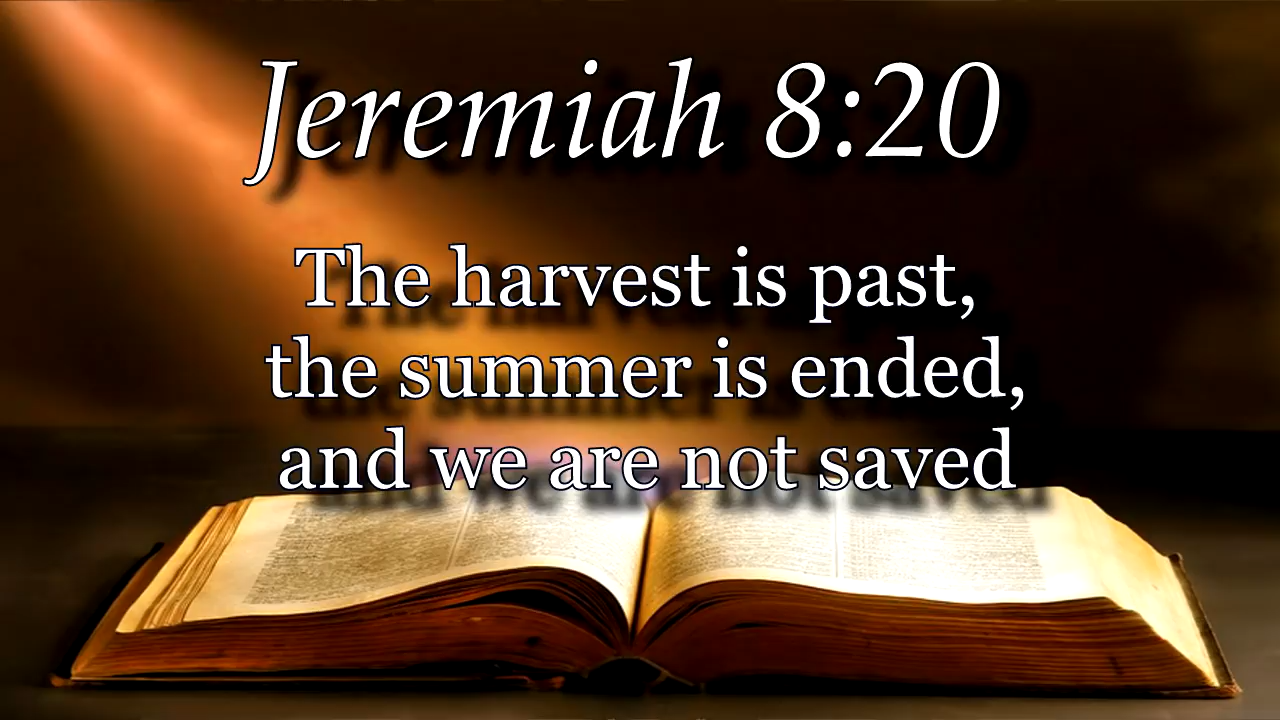 Jeremiah 8:20
The harvest is past,
the summer is ended,
and we are not saved